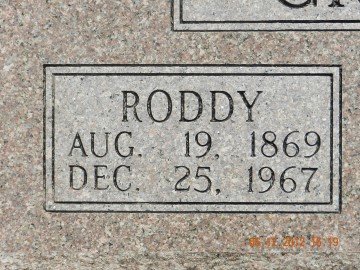 RODDY
AUG. 19, 1869
DEC. 25, 1967